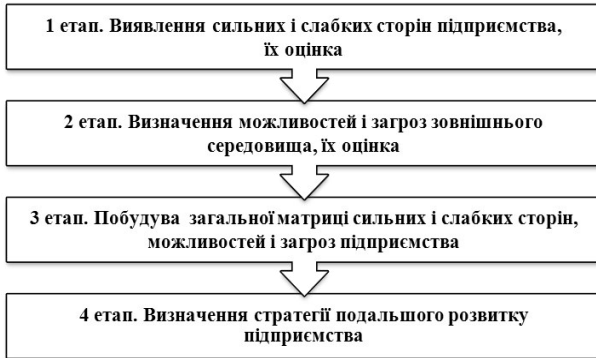 1 етап. Виявлення сильних і слабких сторін підприємства,
їх оцінка
2 етап. Визначення можливостей і загроз зовнішнього
середовища, їх оцінка
3 етап. Побудува загальної матриці сильних і слабких сторін,
можливостей і загроз підприємства
4 етап. Визначення стратегії подальшого розвитку
підприємства